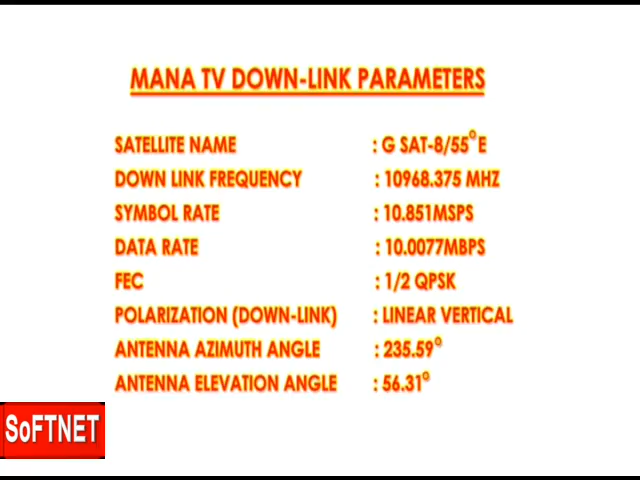 MANA TV DOWN-LINK PARAMETERS
SATELLITE NAME : G SAT-8/55°E
DOWN LINK FREQUENCY : 10968.375 MHZ
SYMBOL RATE : 10.851MSPS
DATA RATE : 10.0077MBPS
FEC : 1/2 QPSK
POLARIZATION (DOWN-LINK) : LINEAR VERTICAL
ANTENNA AZIMUTH ANGLE : 235.59°
ANTENNA ELEVATION ANGLE : 56.31°
SoFTNET